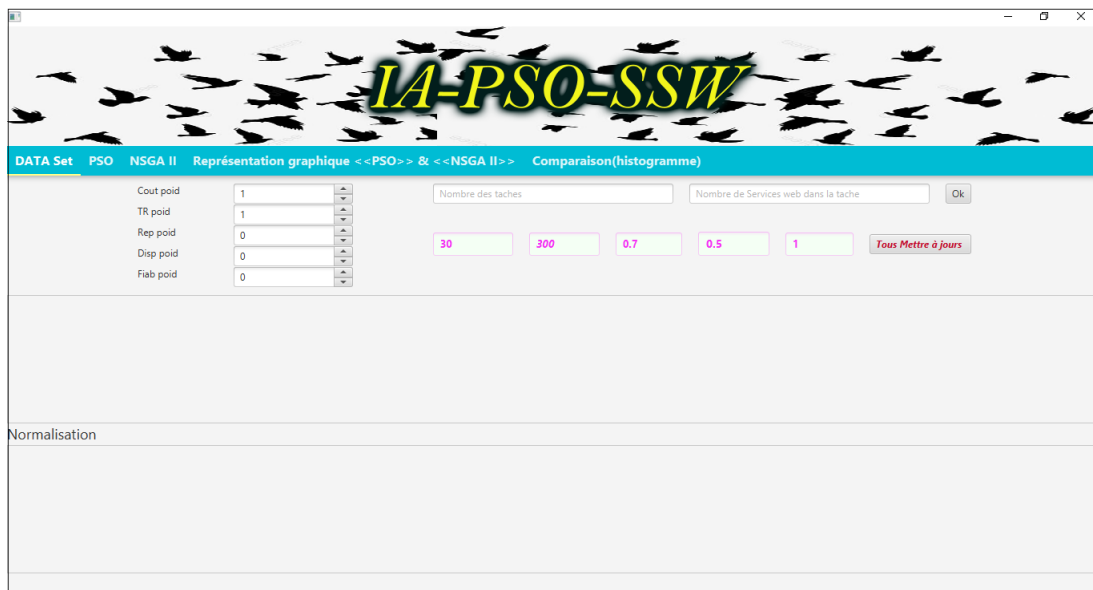 IA-PSO-SSW
DATA Set PSO NSGA II Représentation graphique <<PSO>> & <<NSGA II>> Comparaison(histogramme)
Cout poid 1 Nombre des taches Nombre de Services web dans la tache Ok
TR poid 1
Rep poid 0
30 300 0.7 0.5 1 Tous Mettre à jours
Disp poid 0
Fiab poid 0
Normalisation